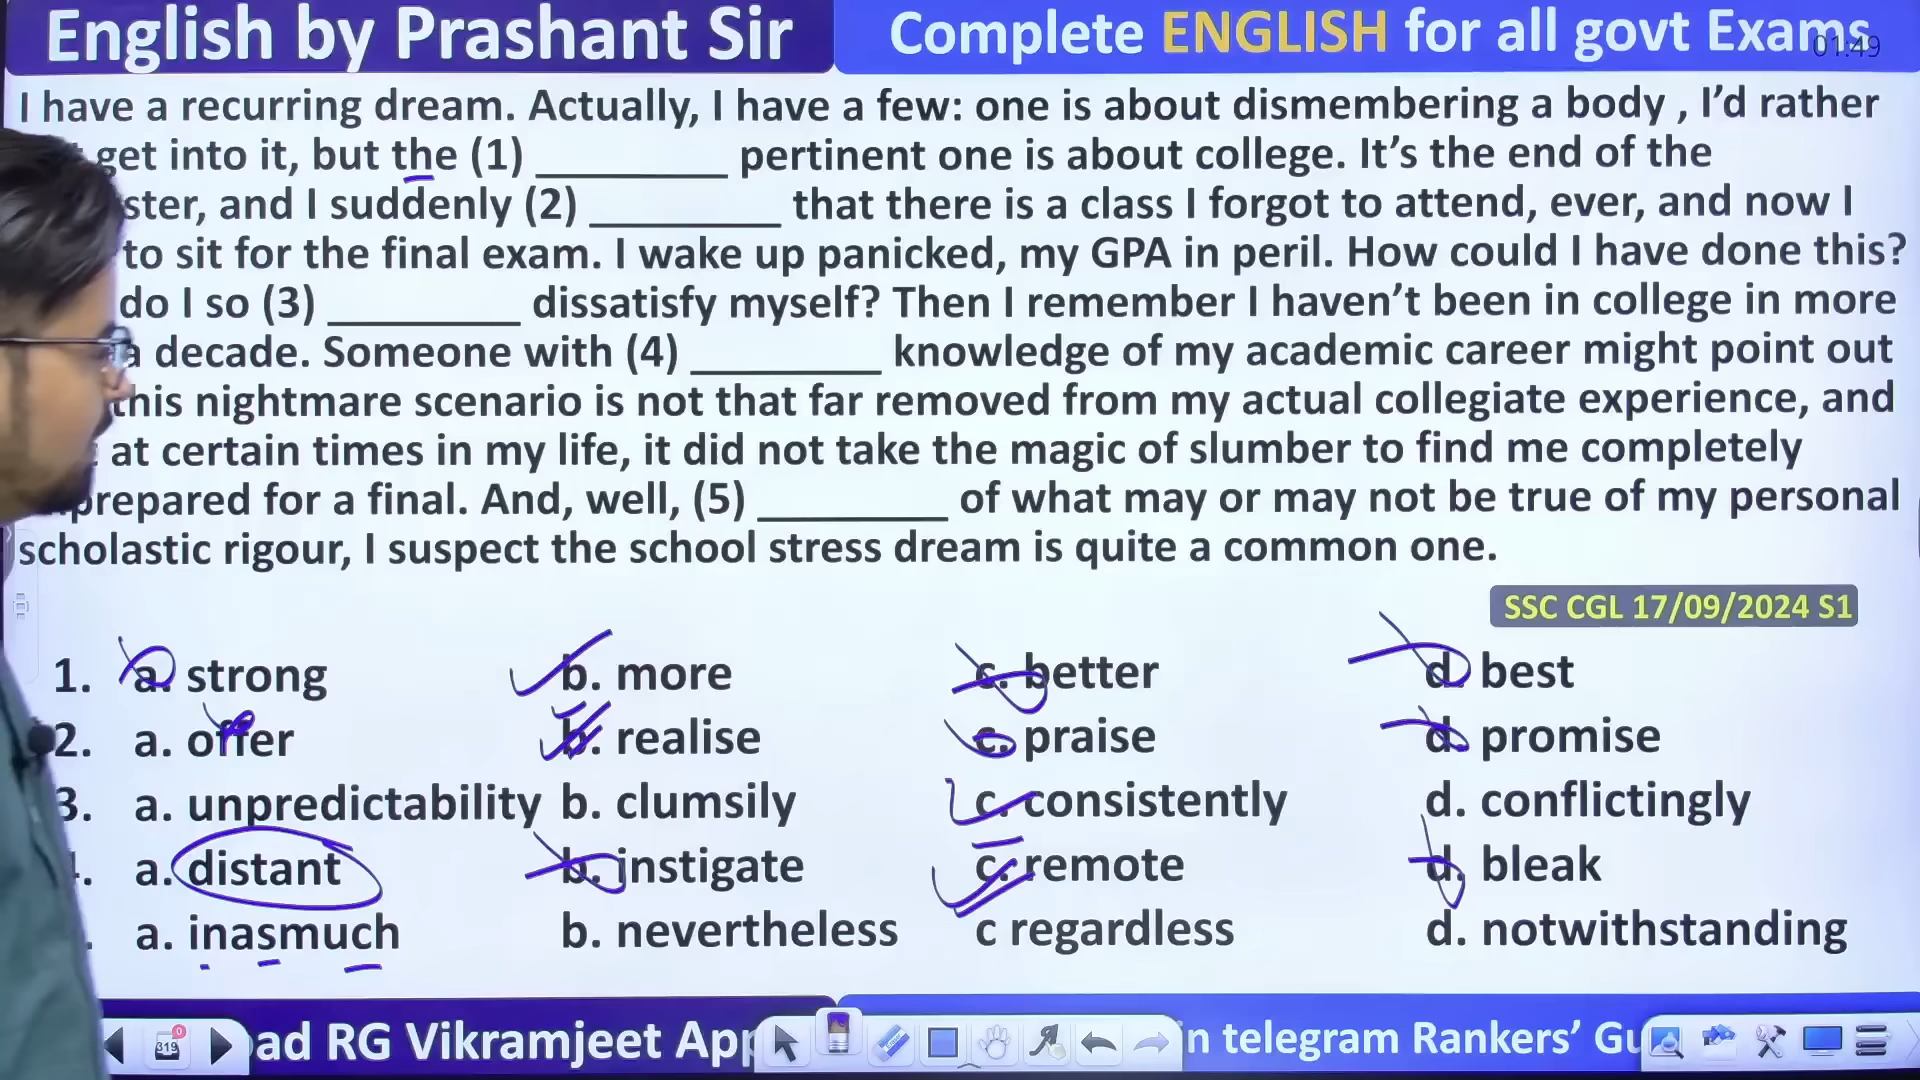 English by Prashant Sir
Complete ENGLISH for all govt Exams
01:49
I have a recurring dream. Actually, I have a few: one is about dismembering a body , I’d rather
get into it, but the (1) __________ pertinent one is about college. It’s the end of the
ster, and I suddenly (2) __________ that there is a class I forgot to attend, ever, and now I
to sit for the final exam. I wake up panicked, my GPA in peril. How could I have done this?
do I so (3) __________ dissatisfy myself? Then I remember I haven’t been in college in more
a decade. Someone with (4) __________ knowledge of my academic career might point out
this nightmare scenario is not that far removed from my actual collegiate experience, and
at certain times in my life, it did not take the magic of slumber to find me completely
prepared for a final. And, well, (5) __________ of what may or may not be true of my personal
scholastic rigour, I suspect the school stress dream is quite a common one.
SSC CGL 17/09/2024 S1
1. a. strong b. more c. better d. best
2. a. offer b. realise c. praise d. promise
3. a. unpredictability b. clumsily c. consistently d. conflictingly
. a. distant b. instigate c. remote d. bleak
. a. inasmuch b. nevertheless c regardless d. notwithstanding
ad RG Vikramjeet App
n telegram Rankers’ Gu
319
0